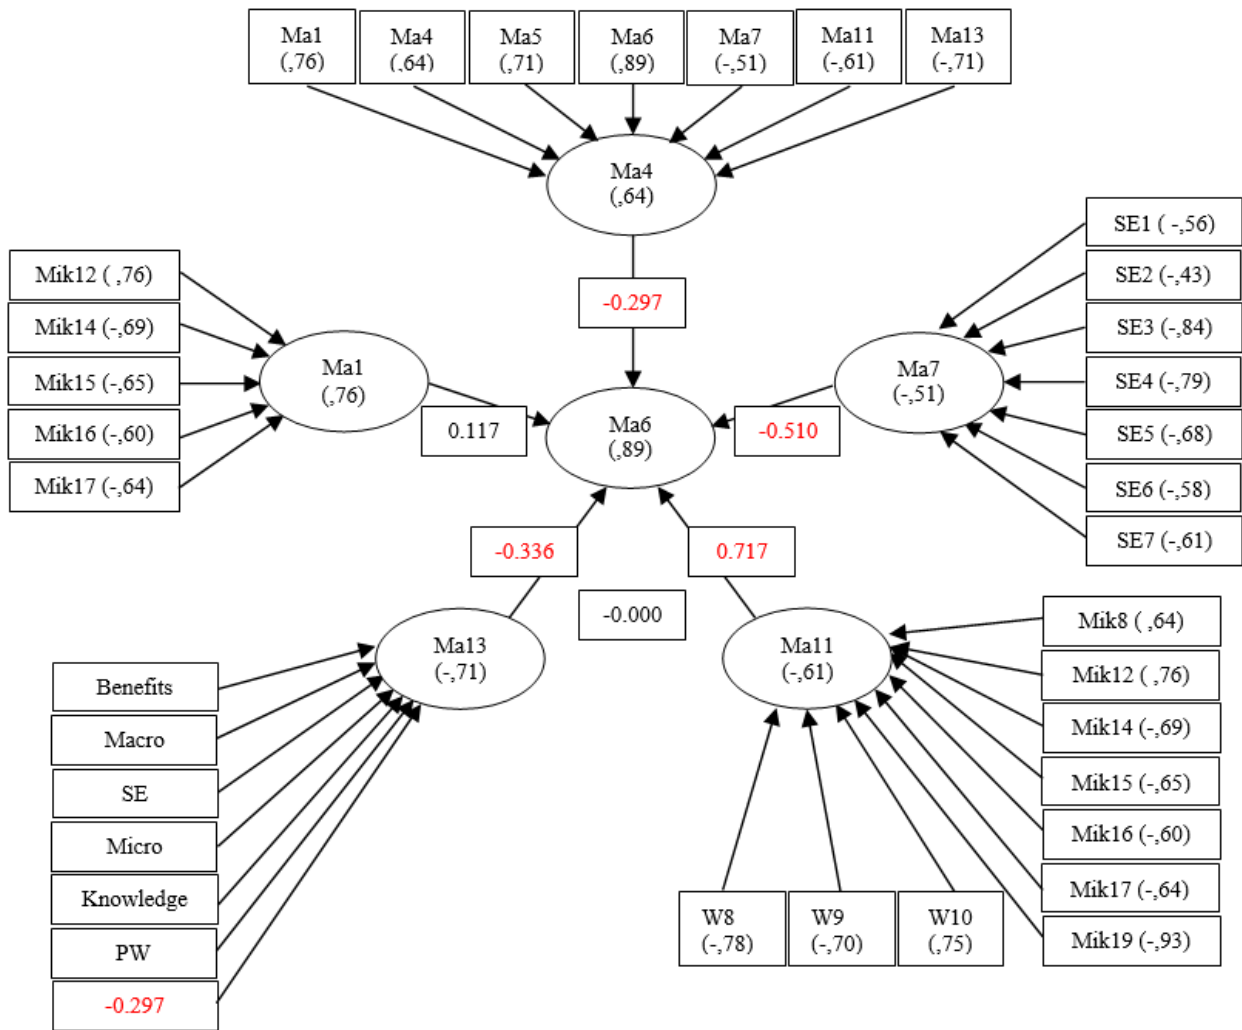 Ma1
(,76)
Ma4
(,64)
Ma5
(,71)
Ma6
(,89)
Ma7
(-,51)
Ma11
(-,61)
Ma13
(-,71)
Ma4
(,64)
-0.297
Mik12 ( ,76)
Mik14 (-,69)
Mik15 (-,65)
Mik16 (-,60)
Mik17 (-,64)
Ma1
(,76)
0.117
Ma6
(,89)
-0.510
Ma7
(-,51)
SE1 ( -,56)
SE2 (-,43)
SE3 (-,84)
SE4 (-,79)
SE5 (-,68)
SE6 (-,58)
SE7 (-,61)
-0.336
0.717
-0.000
Ma13
(-,71)
Ma11
(-,61)
Benefits
Macro
SE
Micro
Knowledge
PW
-0.297
W8
(-,78)
W9
(-,70)
W10
(,75)
Mik8 ( ,64)
Mik12 ( ,76)
Mik14 (-,69)
Mik15 (-,65)
Mik16 (-,60)
Mik17 (-,64)
Mik19 (-,93)